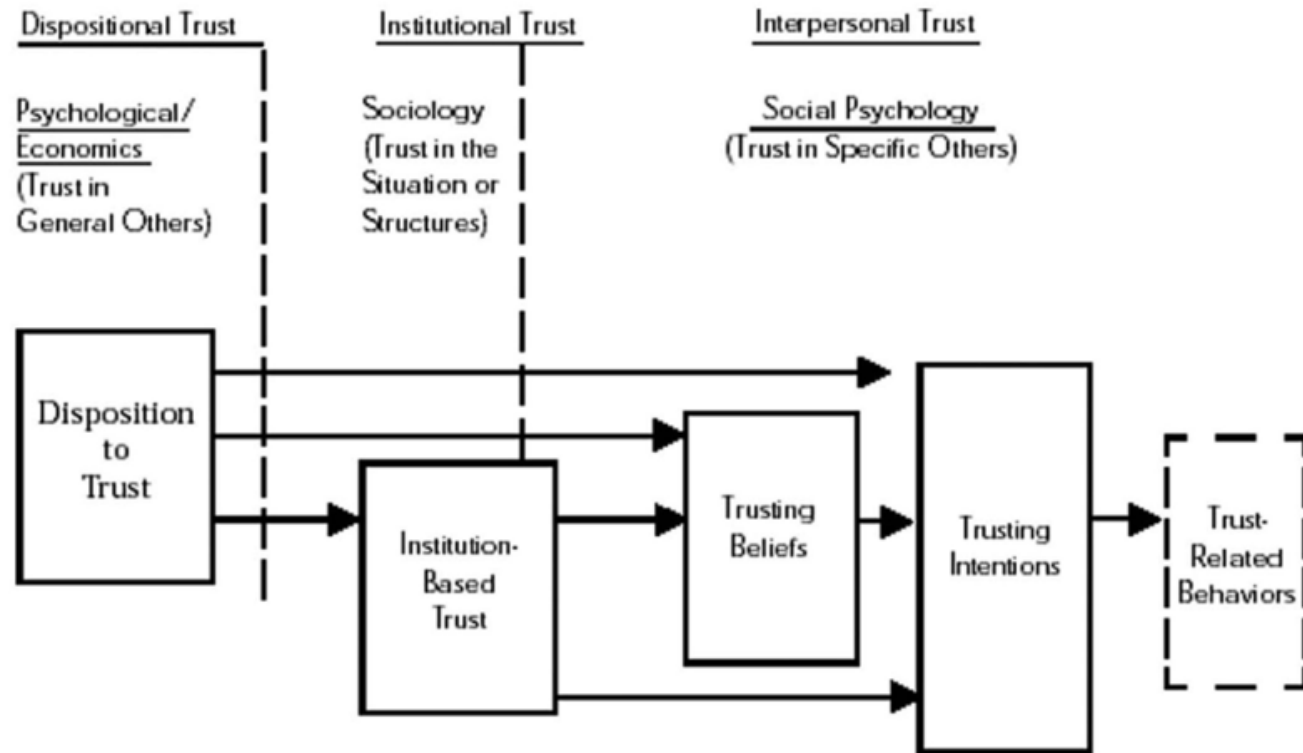 Dispositional Trust
Institutional Trust
Interpersonal Trust
Psychological/
Economics
(Trust in
General Others)
Sociology
(Trust in the
Situation or
Structures)
Social Psychology
(Trust in Specific Others)
Disposition
to
Trust
Institution-
Based
Trust
Trusting
Beliefs
Trusting
Intentions
Trust-
Related
Behaviors